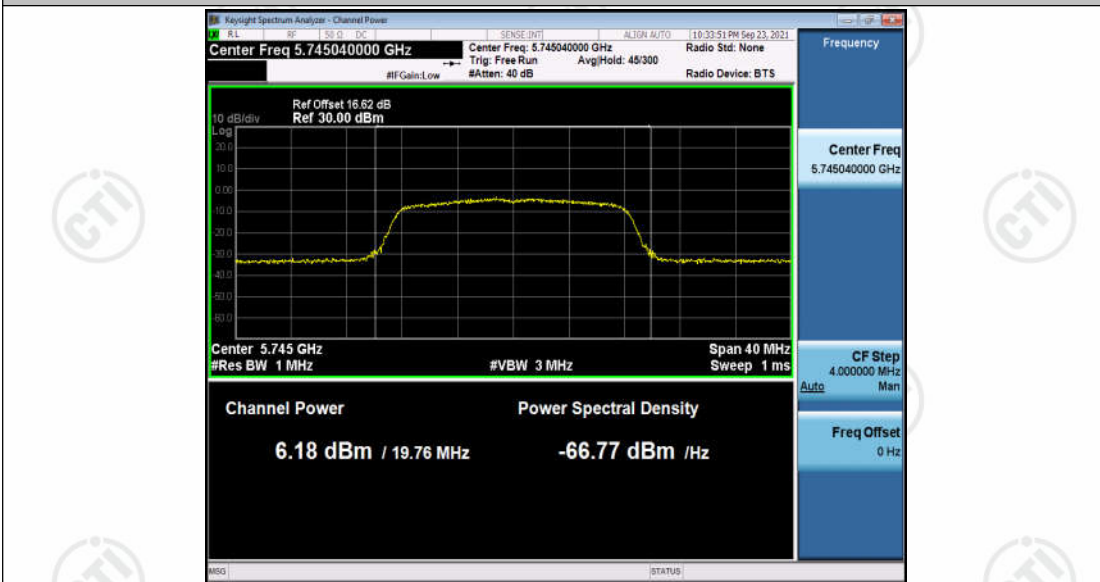 Keysight Spectrum Analyzer - Channel Power
RL RF 50 Ω DC SENSE:INT ALIGN AUTO 10:33:51 PM Sep 23, 2021
Center Freq 5.745040000 GHz
Center Freq: 5.745040000 GHz
Radio Std: None
Trig: Free Run Avg|Hold: 45/300
#IFGain:Low
#Atten: 40 dB
Radio Device: BTS
Frequency
Ref Offset 16.62 dB
10 dB/div Ref 30.00 dBm
Log
20.0
10.0
0.00
-10.0
-20.0
-30.0
-40.0
-50.0
-60.0
Center 5.745 GHz
Span 40 MHz
#Res BW 1 MHz
#VBW 3 MHz
Sweep 1 ms
Channel Power
Power Spectral Density
6.18 dBm / 19.76 MHz
-66.77 dBm /Hz
Center Freq
5.745040000 GHz
CF Step
4.000000 MHz
Auto Man
Freq Offset
0 Hz
MSG
STATUS
CTI
CTI
CTI
CTI